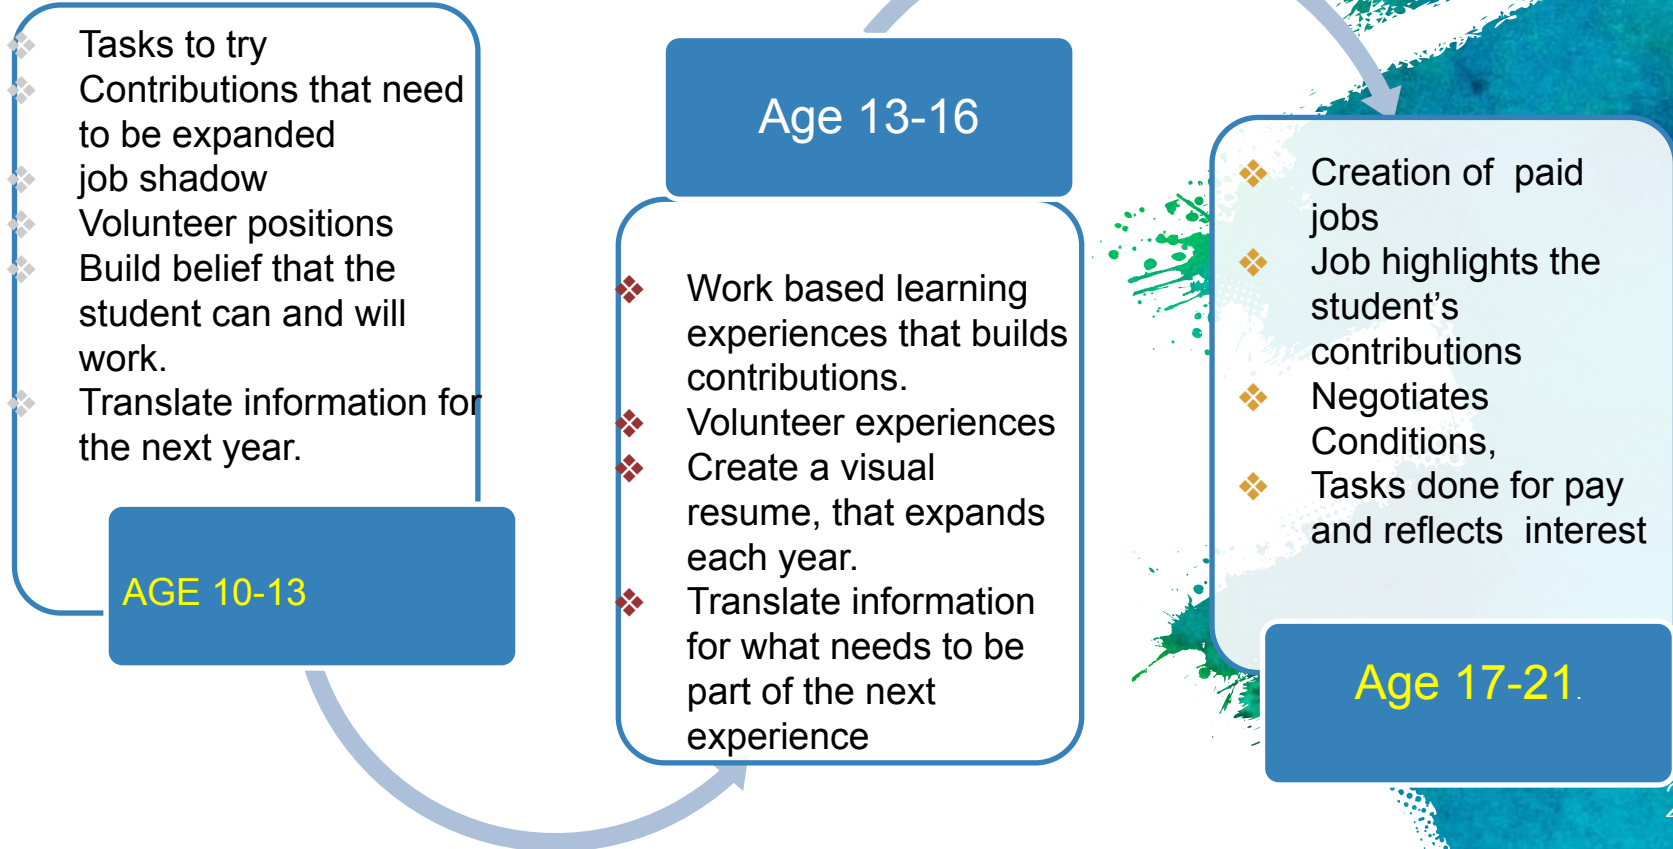 Tasks to try
Contributions that need
to be expanded
job shadow
Volunteer positions
Build belief that the
student can and will
work.
Translate information for
the next year.
AGE 10-13
Age 13-16
Work based learning
experiences that builds
contributions.
Volunteer experiences
Create a visual
resume, that expands
each year.
Translate information
for what needs to be
part of the next
experience
Creation of  paid
jobs
Job highlights the
student’s
contributions
Negotiates
Conditions,
Tasks done for pay
and reflects  interest
Age 17-21.